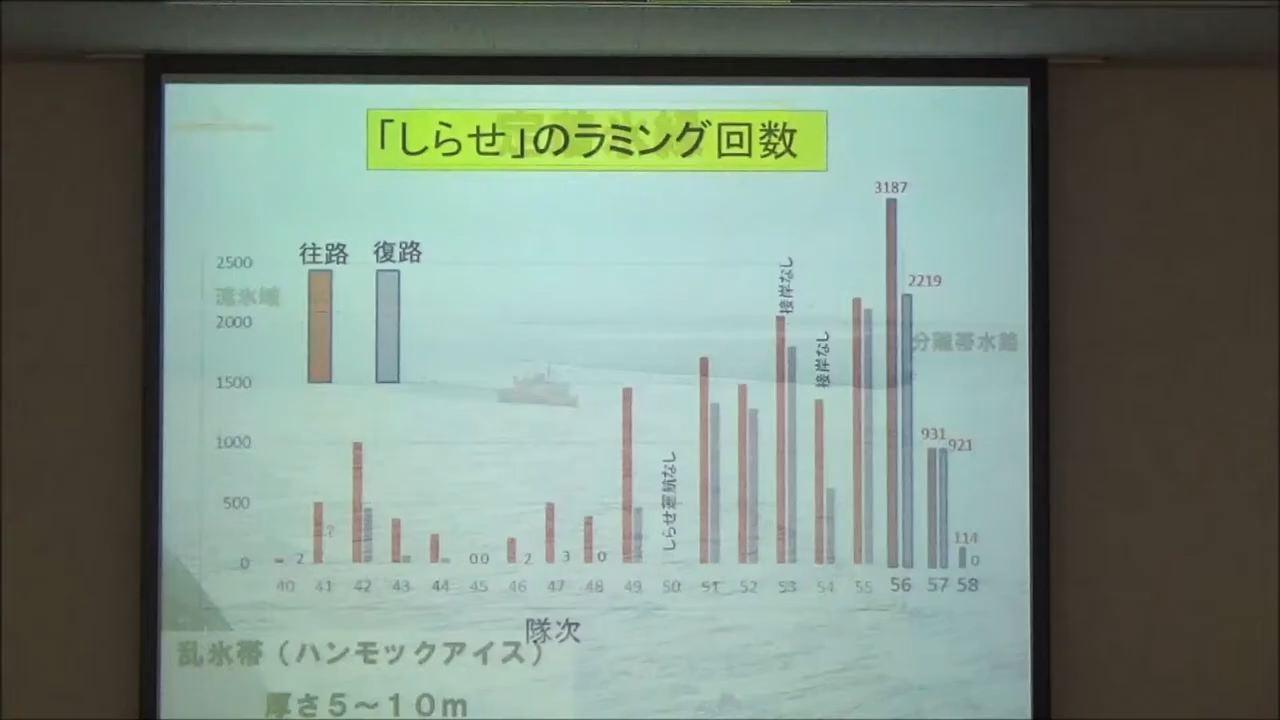 「しらせ」のラミング回数
往路 復路
3187
2500
2219
2000
1500
1000
500
0
流氷域
分離帯水路
接岸なし
接岸なし
しらせ運航なし
931 921
114
0
? 2 0 0 2 3 0
40 41 42 43 44 45 46 47 48 49 50 51 52 53 54 55 56 57 58
隊次
乱氷帯（ハンモックアイス）
厚さ５～１０ｍ